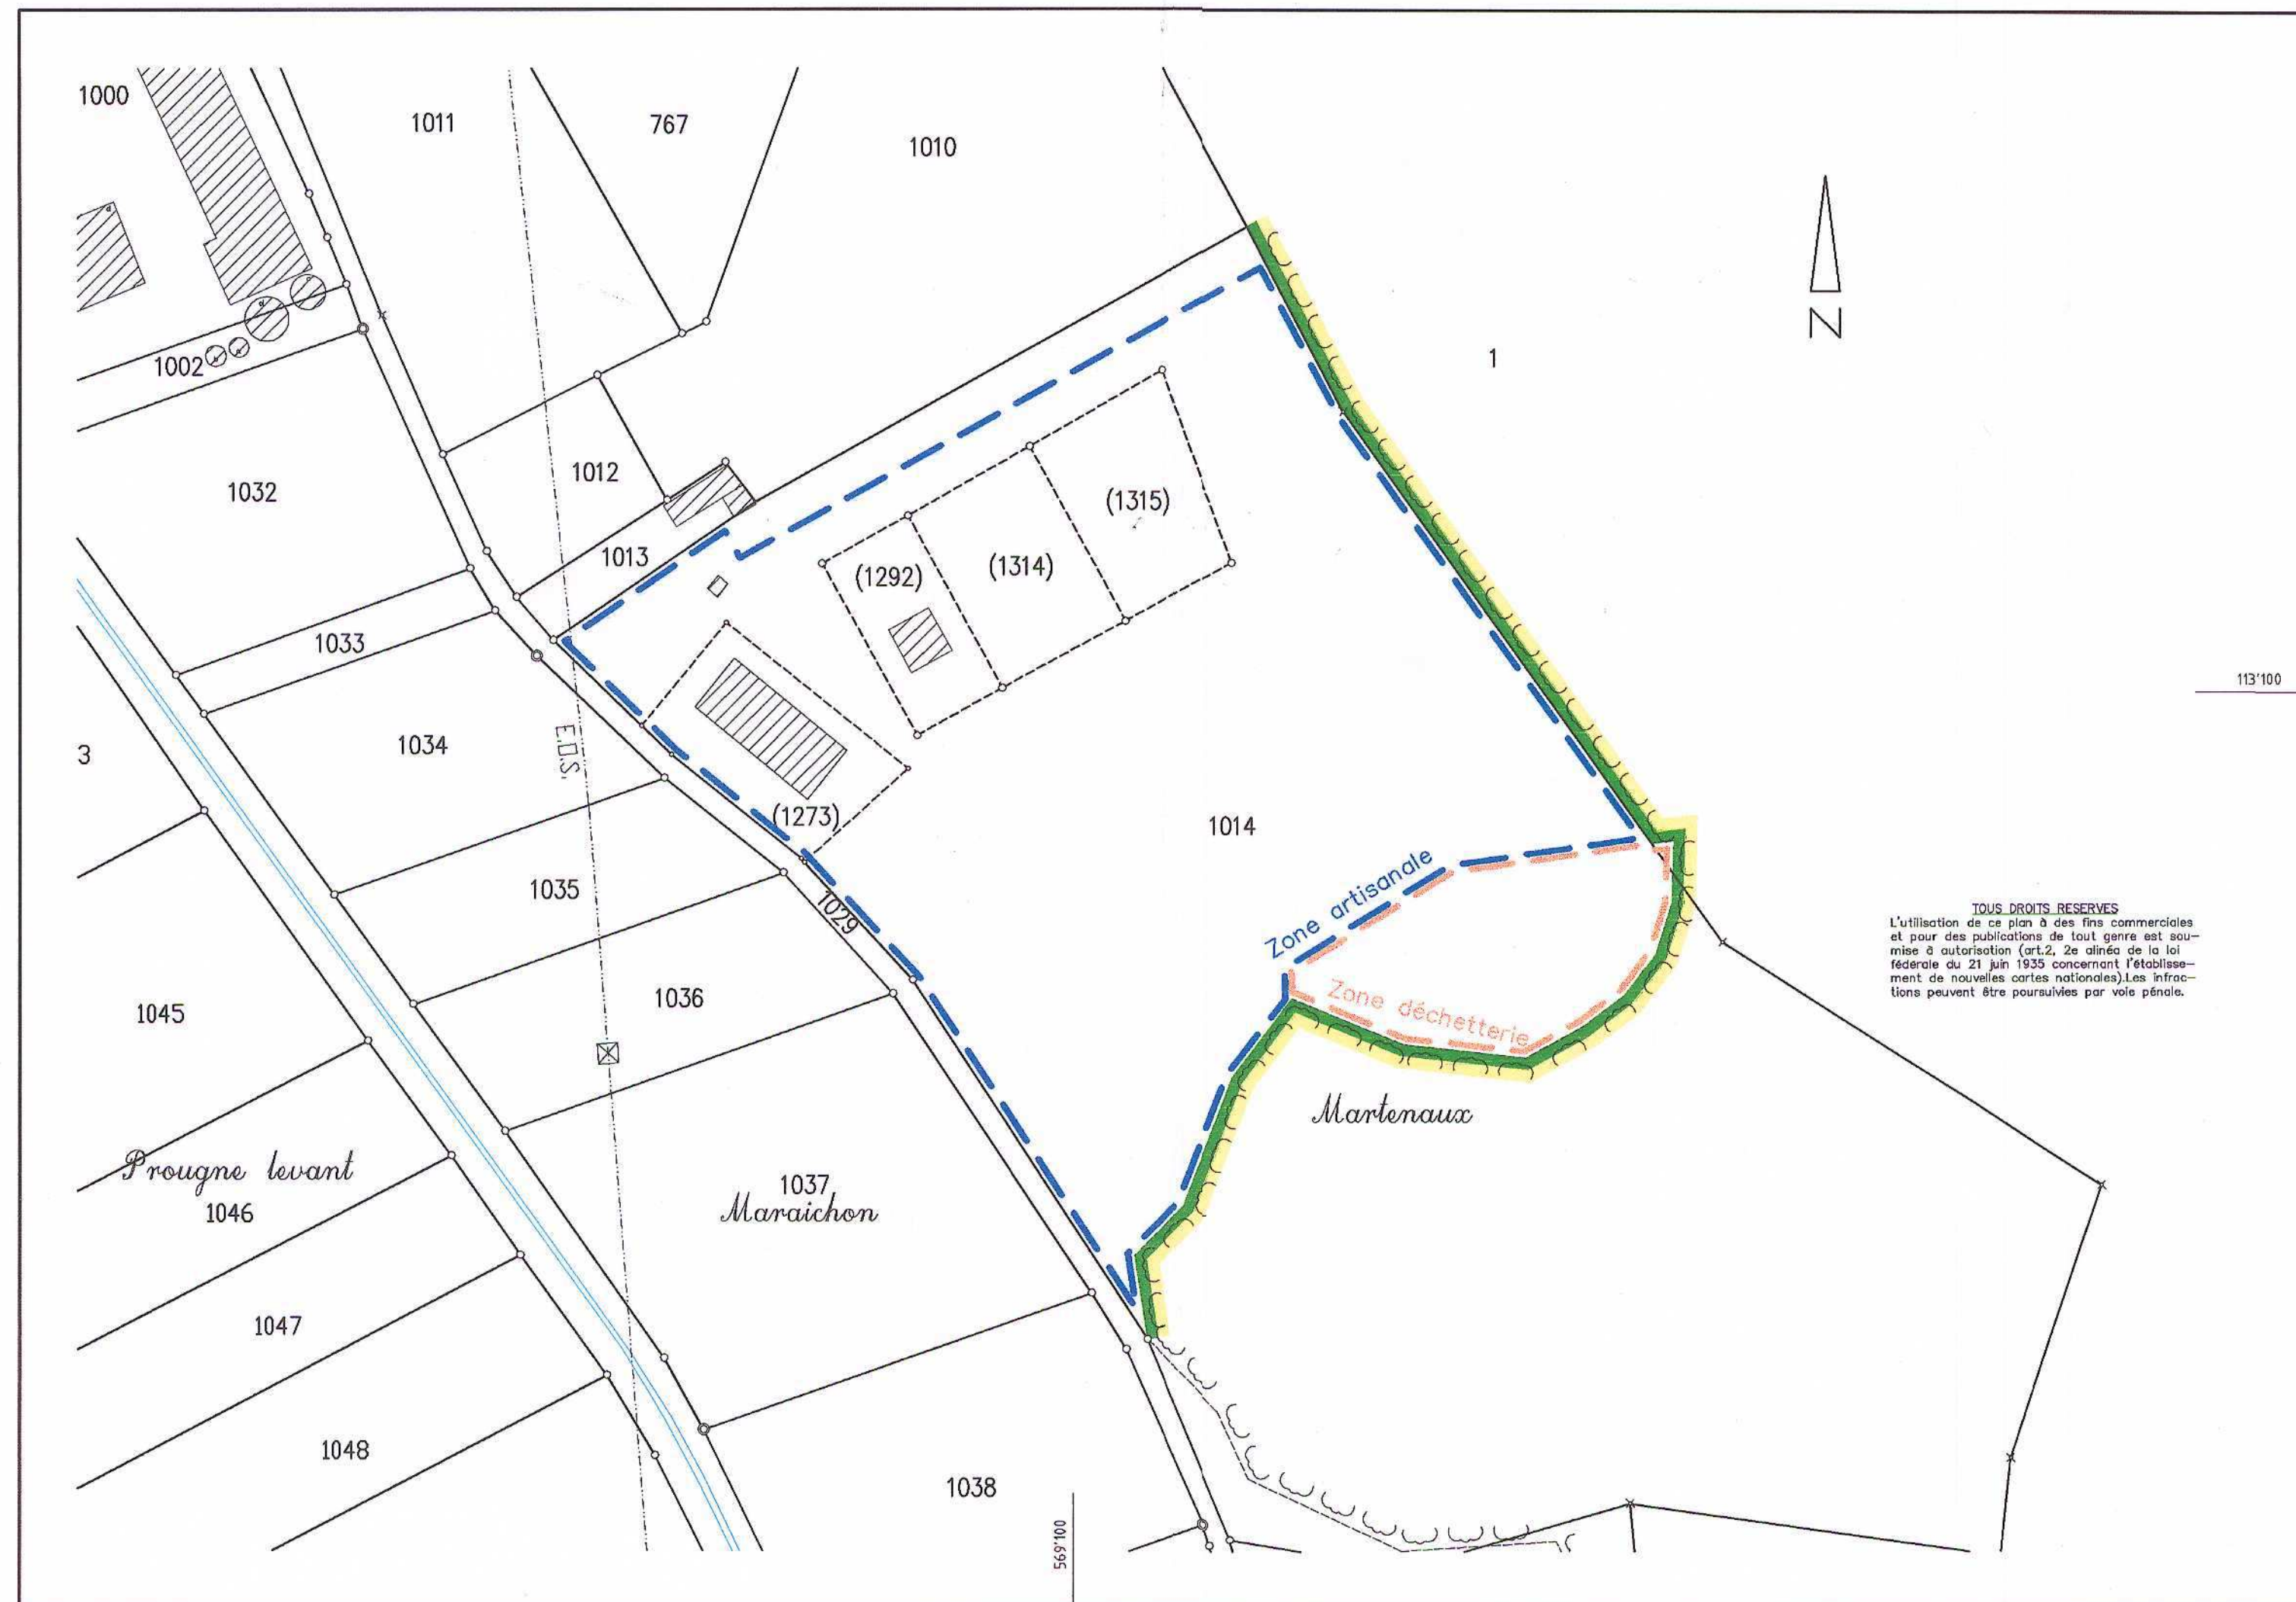 1000
1011
767
1010
1002
1
N
1032
1012
1013
(1292)
(1314)
(1315)
1033
113'100
3
1034
E.O.S.
(1273)
1014
1035
1029
Zone artisanale
TOUS DROITS RESERVES
L'utilisation de ce plan à des fins commerciales
et pour des publications de tout genre est sou-
mise à autorisation (art.2, 2e alinéa de la loi
fédérale du 21 juin 1935 concernant l'établisse-
ment de nouvelles cartes nationales).Les infrac-
tions peuvent être poursuivies par voie pénale.
1045
1036
Zone déchetterie
Martenaux
Prougne levant
1046
1037
Maraichon
1047
1048
1038
569'100